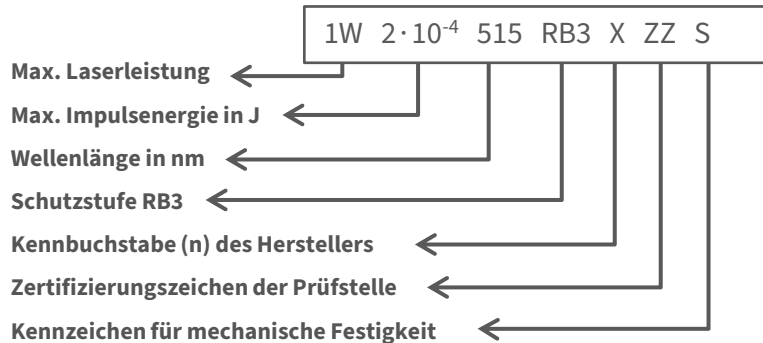 1W 2·10-4 515 RB3 X ZZ S
Max. Laserleistung
Max. Impulsenergie in J
Wellenlänge in nm
Schutzstufe RB3
Kennbuchstabe (n) des Herstellers
Zertifizierungszeichen der Prüfstelle
Kennzeichen für mechanische Festigkeit